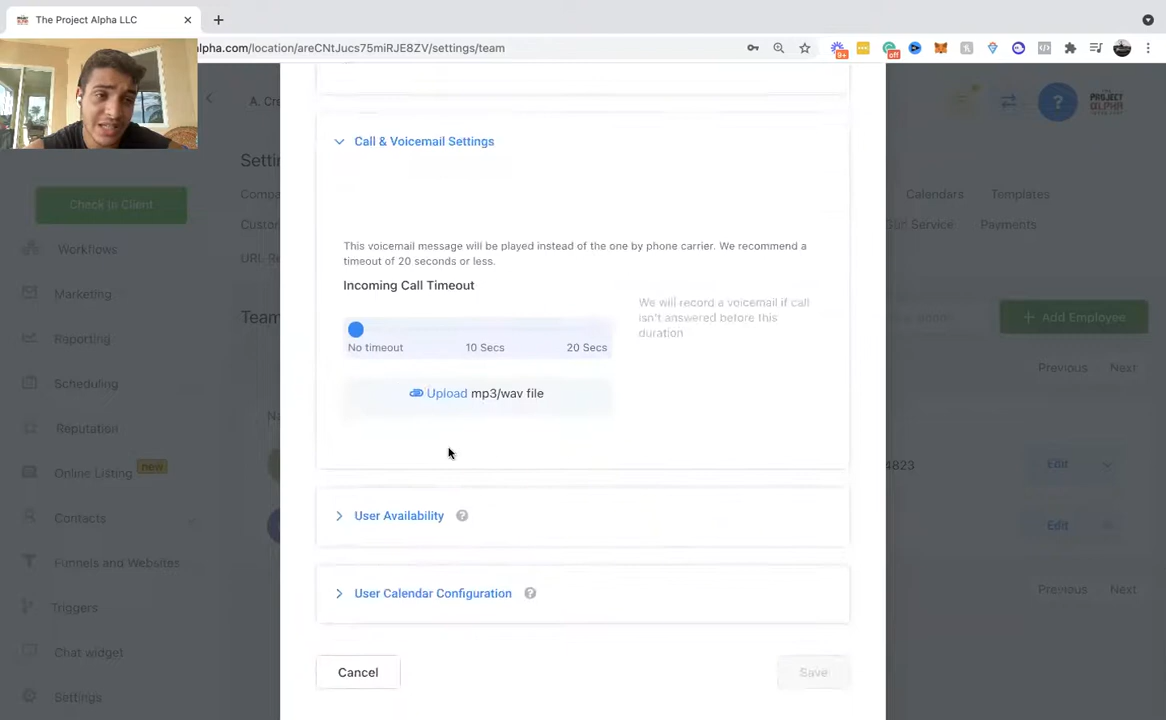 The Project Alpha LLC
lpha.com/location/areCNtJucs75miRJE8ZV/settings/team
8+
off
A. Cre
?
Settin
Check in Client
Compa
Calendars
Templates
Custo
Service
Payments
URL Re
Workflows
Marketing
Reporting
Scheduling
Reputation
Online Listing new
Contacts
Funnels and Websites
Triggers
Chat widget
Settings
Team
+ Add Employee
Previous
Next
Na
4823
Edit
Edit
Previous
Next
Call & Voicemail Settings
This voicemail message will be played instead of the one by phone carrier. We recommend a
timeout of 20 seconds or less.
Incoming Call Timeout
We will record a voicemail if call
isn't answered before this
duration
No timeout
10 Secs
20 Secs
Upload mp3/wav file
User Availability ?
User Calendar Configuration ?
Cancel
Save